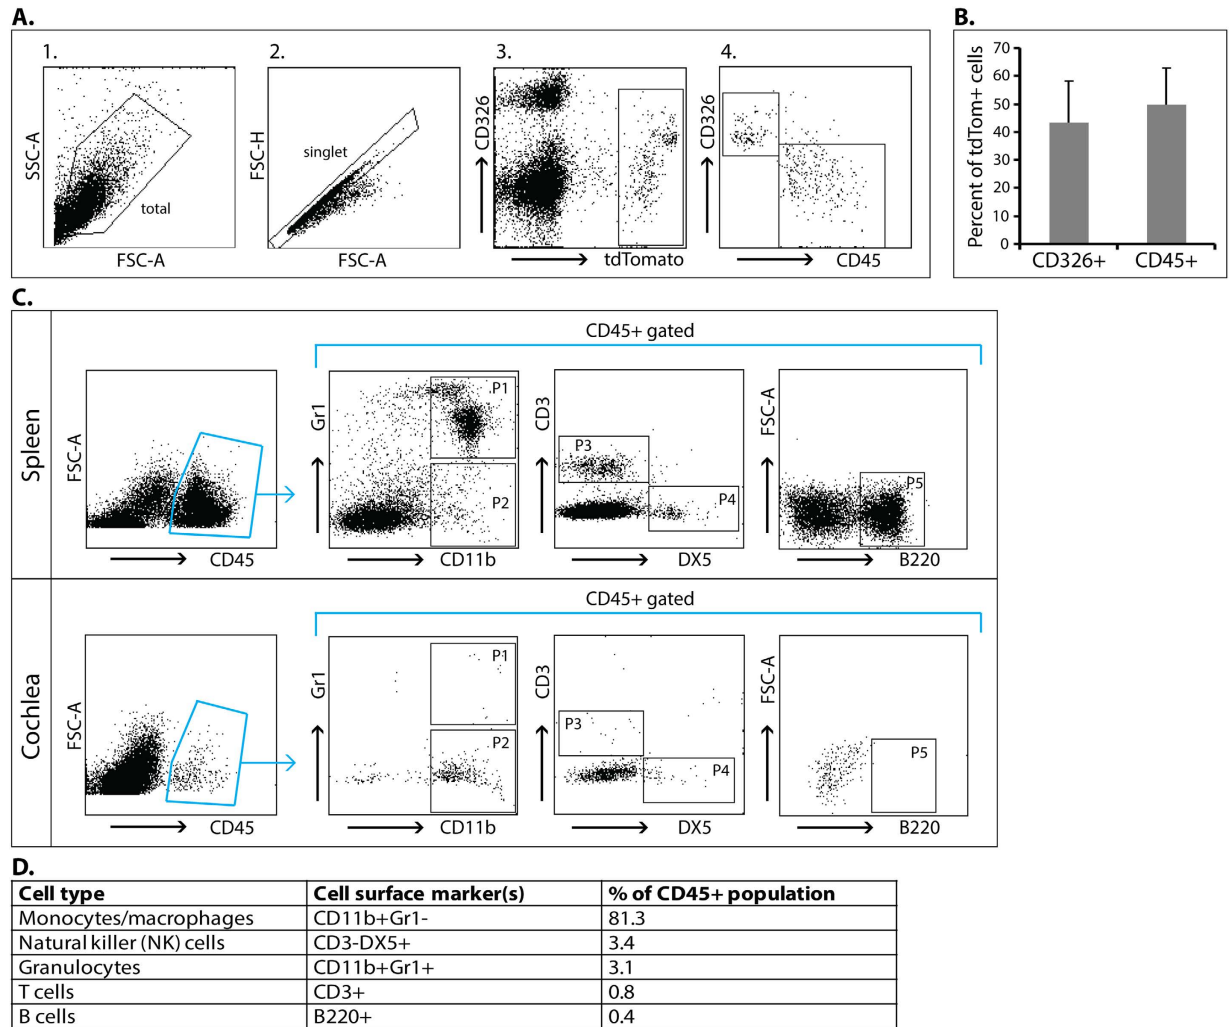 A.
B.
1.
2.
3.
4.
SSC-A
total
FSC-A
FSC-H
singlet
FSC-A
CD326
tdTomato
CD326
CD45
Percent of tdTom+ cells
70
60
50
40
30
20
10
0
CD326+
CD45+
C.
Spleen
CD45+ gated
FSC-A
CD45
Gr1
P1
P2
CD11b
CD3
P3
P4
DX5
FSC-A
P5
B220
Cochlea
CD45+ gated
FSC-A
CD45
Gr1
P1
P2
CD11b
CD3
P3
P4
DX5
FSC-A
P5
B220
D.
Cell type Cell surface marker(s) % of CD45+ population
Monocytes/macrophages CD11b+Gr1- 81.3
Natural killer (NK) cells CD3-DX5+ 3.4
Granulocytes CD11b+Gr1+ 3.1
T cells CD3+ 0.8
B cells B220+ 0.4